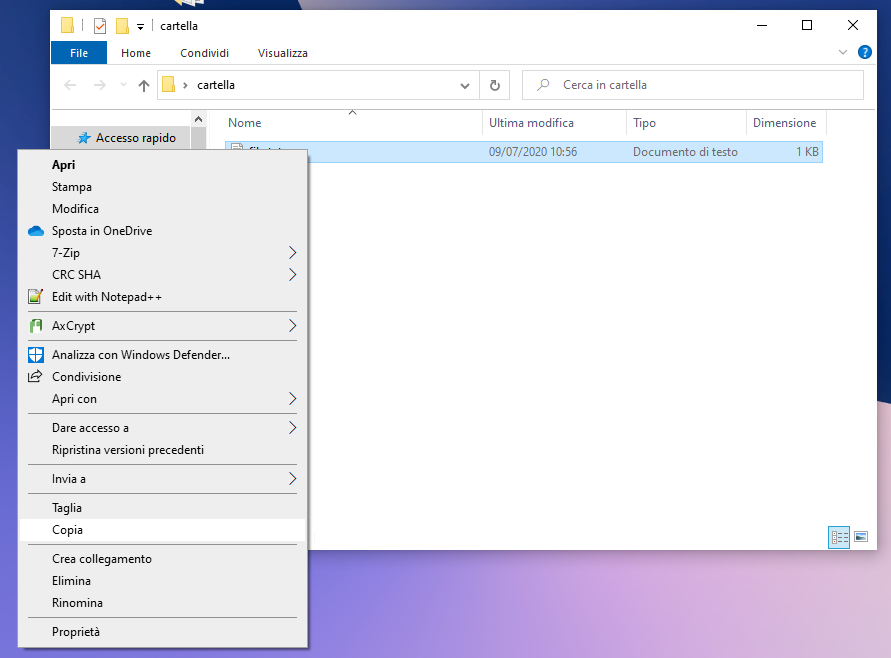 cartella
File Home Condividi Visualizza
cartella
Cerca in cartella
Nome Ultima modifica Tipo Dimensione
Accesso rapido
09/07/2020 10:56 Documento di testo 1 KB
Apri
Stampa
Modifica
Sposta in OneDrive
7-Zip
CRC SHA
Edit with Notepad++
AxCrypt
Analizza con Windows Defender...
Condivisione
Apri con
Dare accesso a
Ripristina versioni precedenti
Invia a
Taglia
Copia
Crea collegamento
Elimina
Rinomina
Proprietà